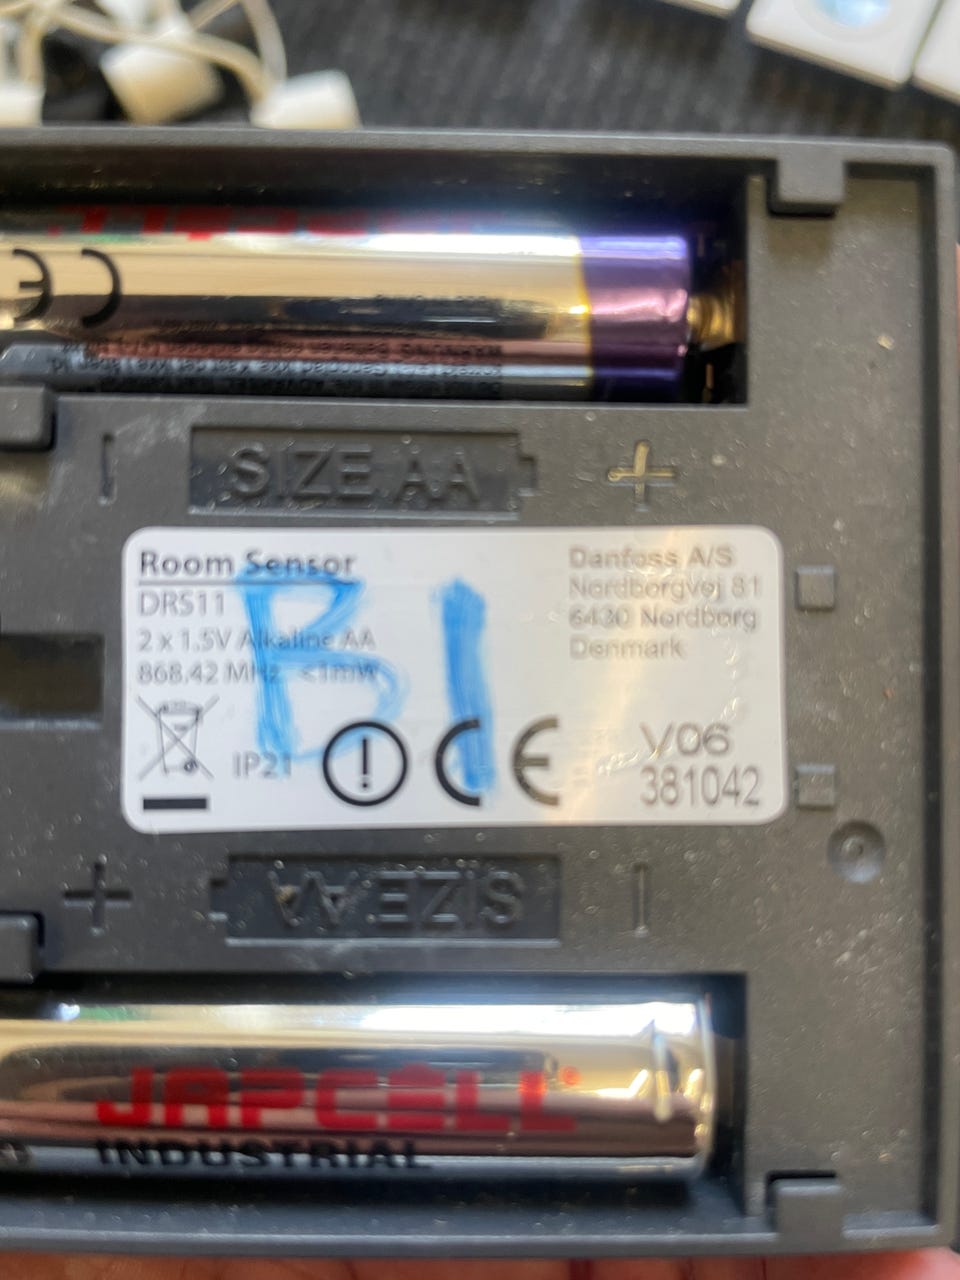 SIZE AA
+
Room Sensor
DRS11
2 x 1.5V Alkaline AA
868.42 MHz <1mW
Danfoss A/S
Nordborgvej 81
6430 Nordborg
Denmark
B1
IP21
CE
V06
381042
+
SIZE AA
JAPCELL
INDUSTRIAL